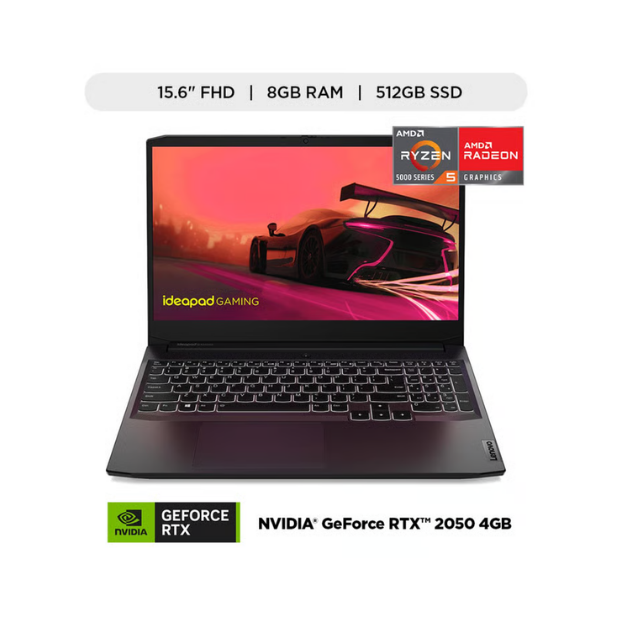 15.6" FHD | 8GB RAM | 512GB SSD
AMD
RYZEN
5000 SERIES 5
AMD
RADEON
GRAPHICS
ideapad GAMING
Lenovo
NVIDIA
GEFORCE
RTX
NVIDIA® GeForce RTX™ 2050 4GB